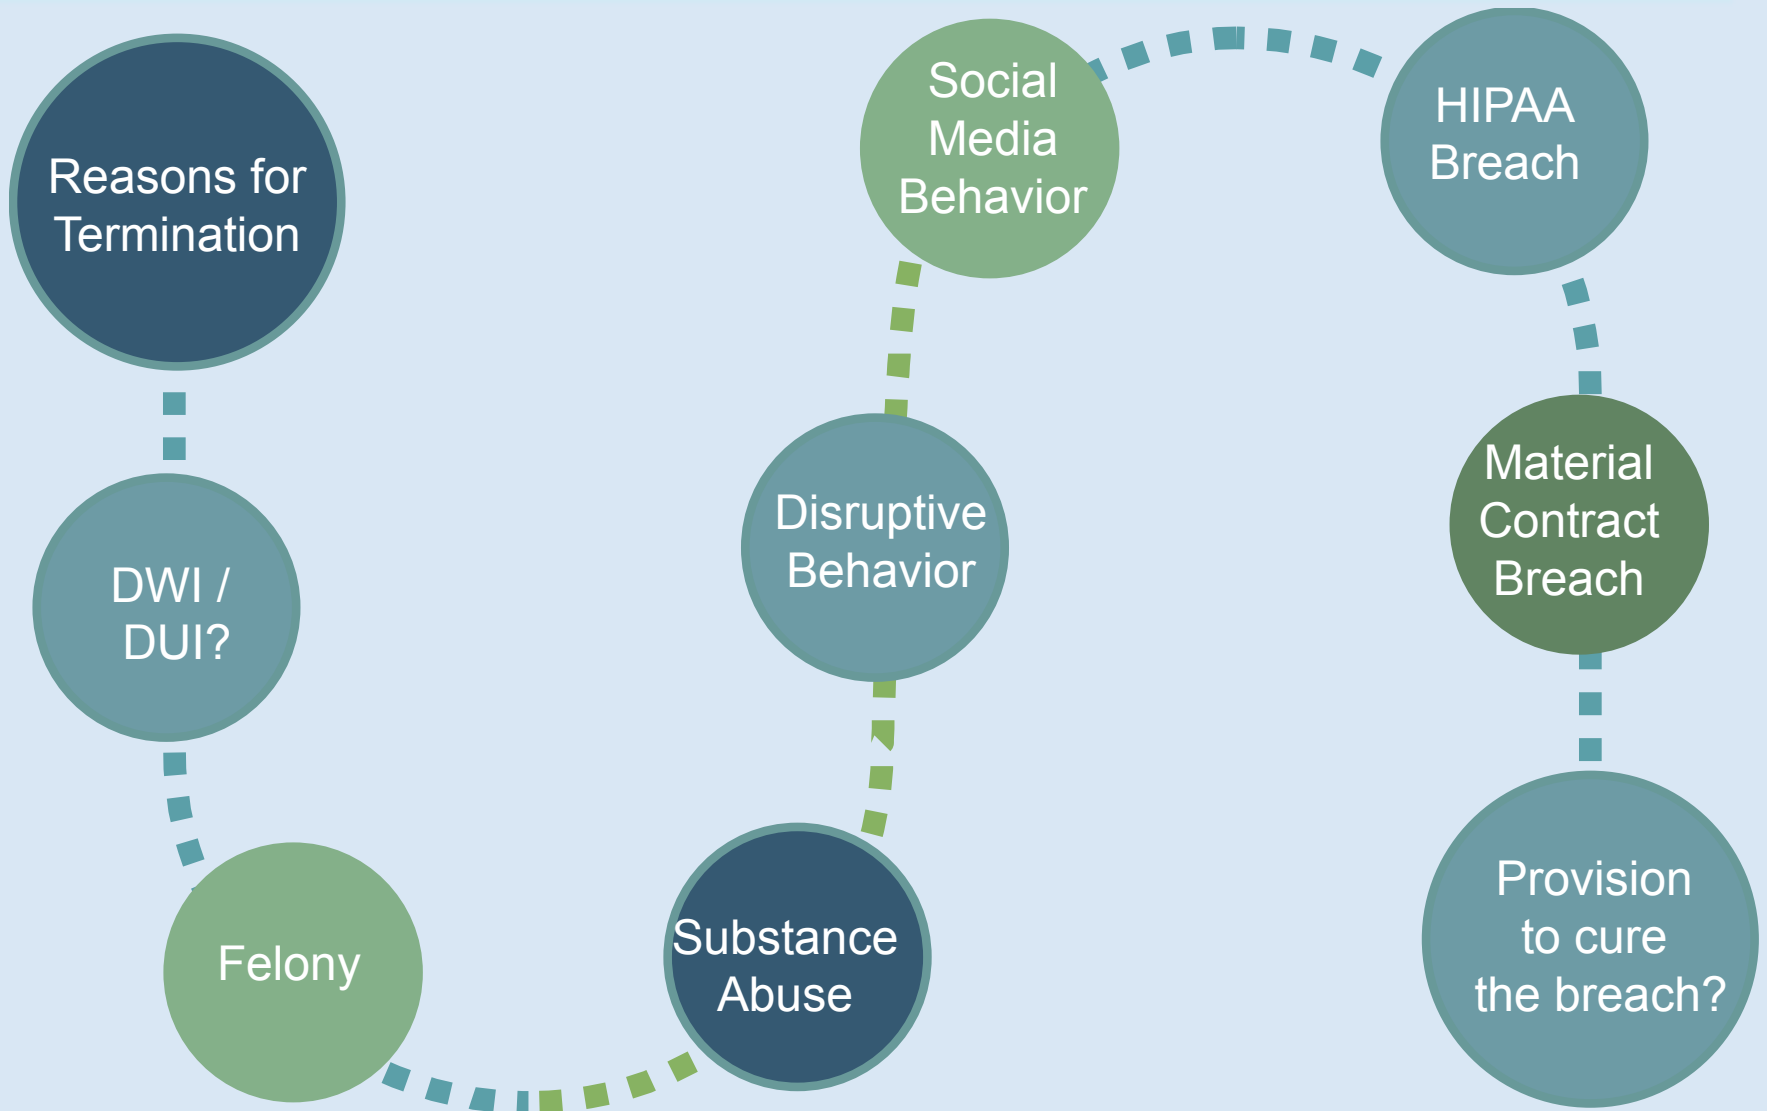 Reasons for
Termination
DWI /
DUI?
Felony
Substance
Abuse
Disruptive
Behavior
Social
Media
Behavior
HIPAA
Breach
Material
Contract
Breach
Provision
to cure
the breach?